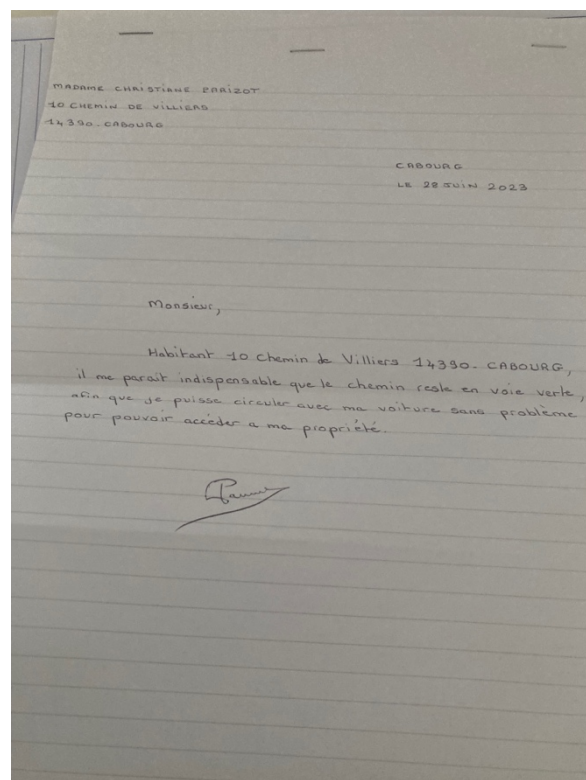 MADAME CHRISTIANE PARIZOT
10 CHEMIN DE VILLIERS
14390. CABOURG
CABOURG
LE 28 JUIN 2023
Monsieur,
Habitant 10 Chemin de Villiers 14390. CABOURG,
il me parait indispensable que le chemin reste en voie verte,
afin que je puisse circuler avec ma voiture sans problème
pour pouvoir accéder a ma propriété.